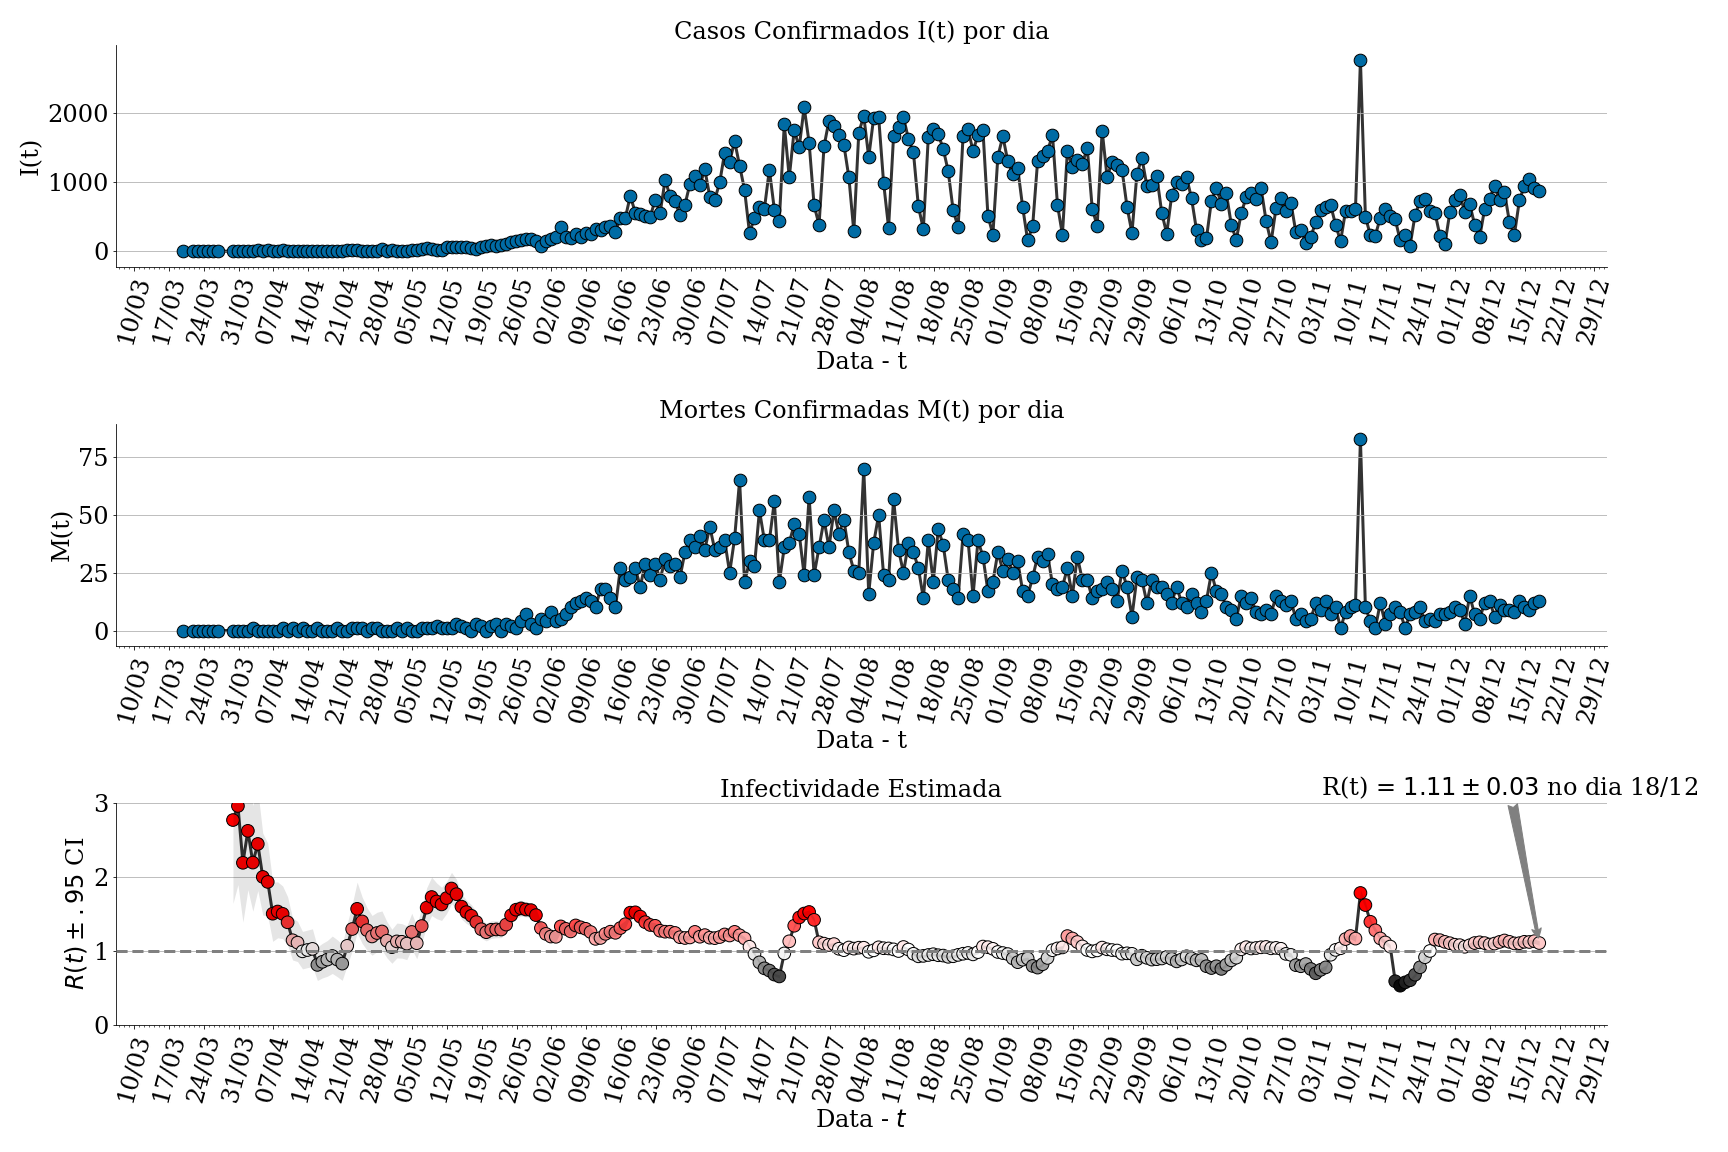 Casos Confirmados I(t) por dia
I(t)
2000
1000
0
10/03 17/03 24/03 31/03 07/04 14/04 21/04 28/04 05/05 12/05 19/05 26/05 02/06 09/06 16/06 23/06 30/06 07/07 14/07 21/07 28/07 04/08 11/08 18/08 25/08 01/09 08/09 15/09 22/09 29/09 06/10 13/10 20/10 27/10 03/11 10/11 17/11 24/11 01/12 08/12 15/12 22/12 29/12
Data - t
Mortes Confirmadas M(t) por dia
M(t)
75
50
25
0
10/03 17/03 24/03 31/03 07/04 14/04 21/04 28/04 05/05 12/05 19/05 26/05 02/06 09/06 16/06 23/06 30/06 07/07 14/07 21/07 28/07 04/08 11/08 18/08 25/08 01/09 08/09 15/09 22/09 29/09 06/10 13/10 20/10 27/10 03/11 10/11 17/11 24/11 01/12 08/12 15/12 22/12 29/12
Data - t
Infectividade Estimada
R(t) = 1.11 ± 0.03 no dia 18/12
R(t) ± .95 CI
3
2
1
0
10/03 17/03 24/03 31/03 07/04 14/04 21/04 28/04 05/05 12/05 19/05 26/05 02/06 09/06 16/06 23/06 30/06 07/07 14/07 21/07 28/07 04/08 11/08 18/08 25/08 01/09 08/09 15/09 22/09 29/09 06/10 13/10 20/10 27/10 03/11 10/11 17/11 24/11 01/12 08/12 15/12 22/12 29/12
Data - t